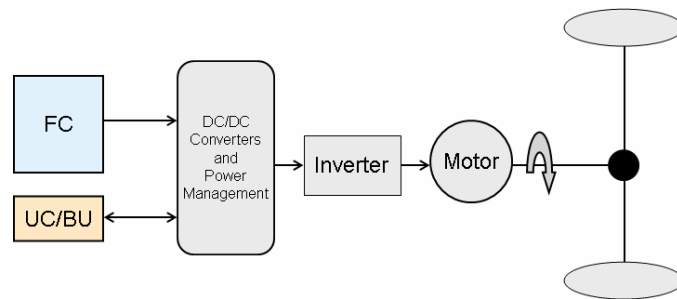 FC
UC/BU
DC/DC
Converters
and
Power
Management
Inverter
Motor